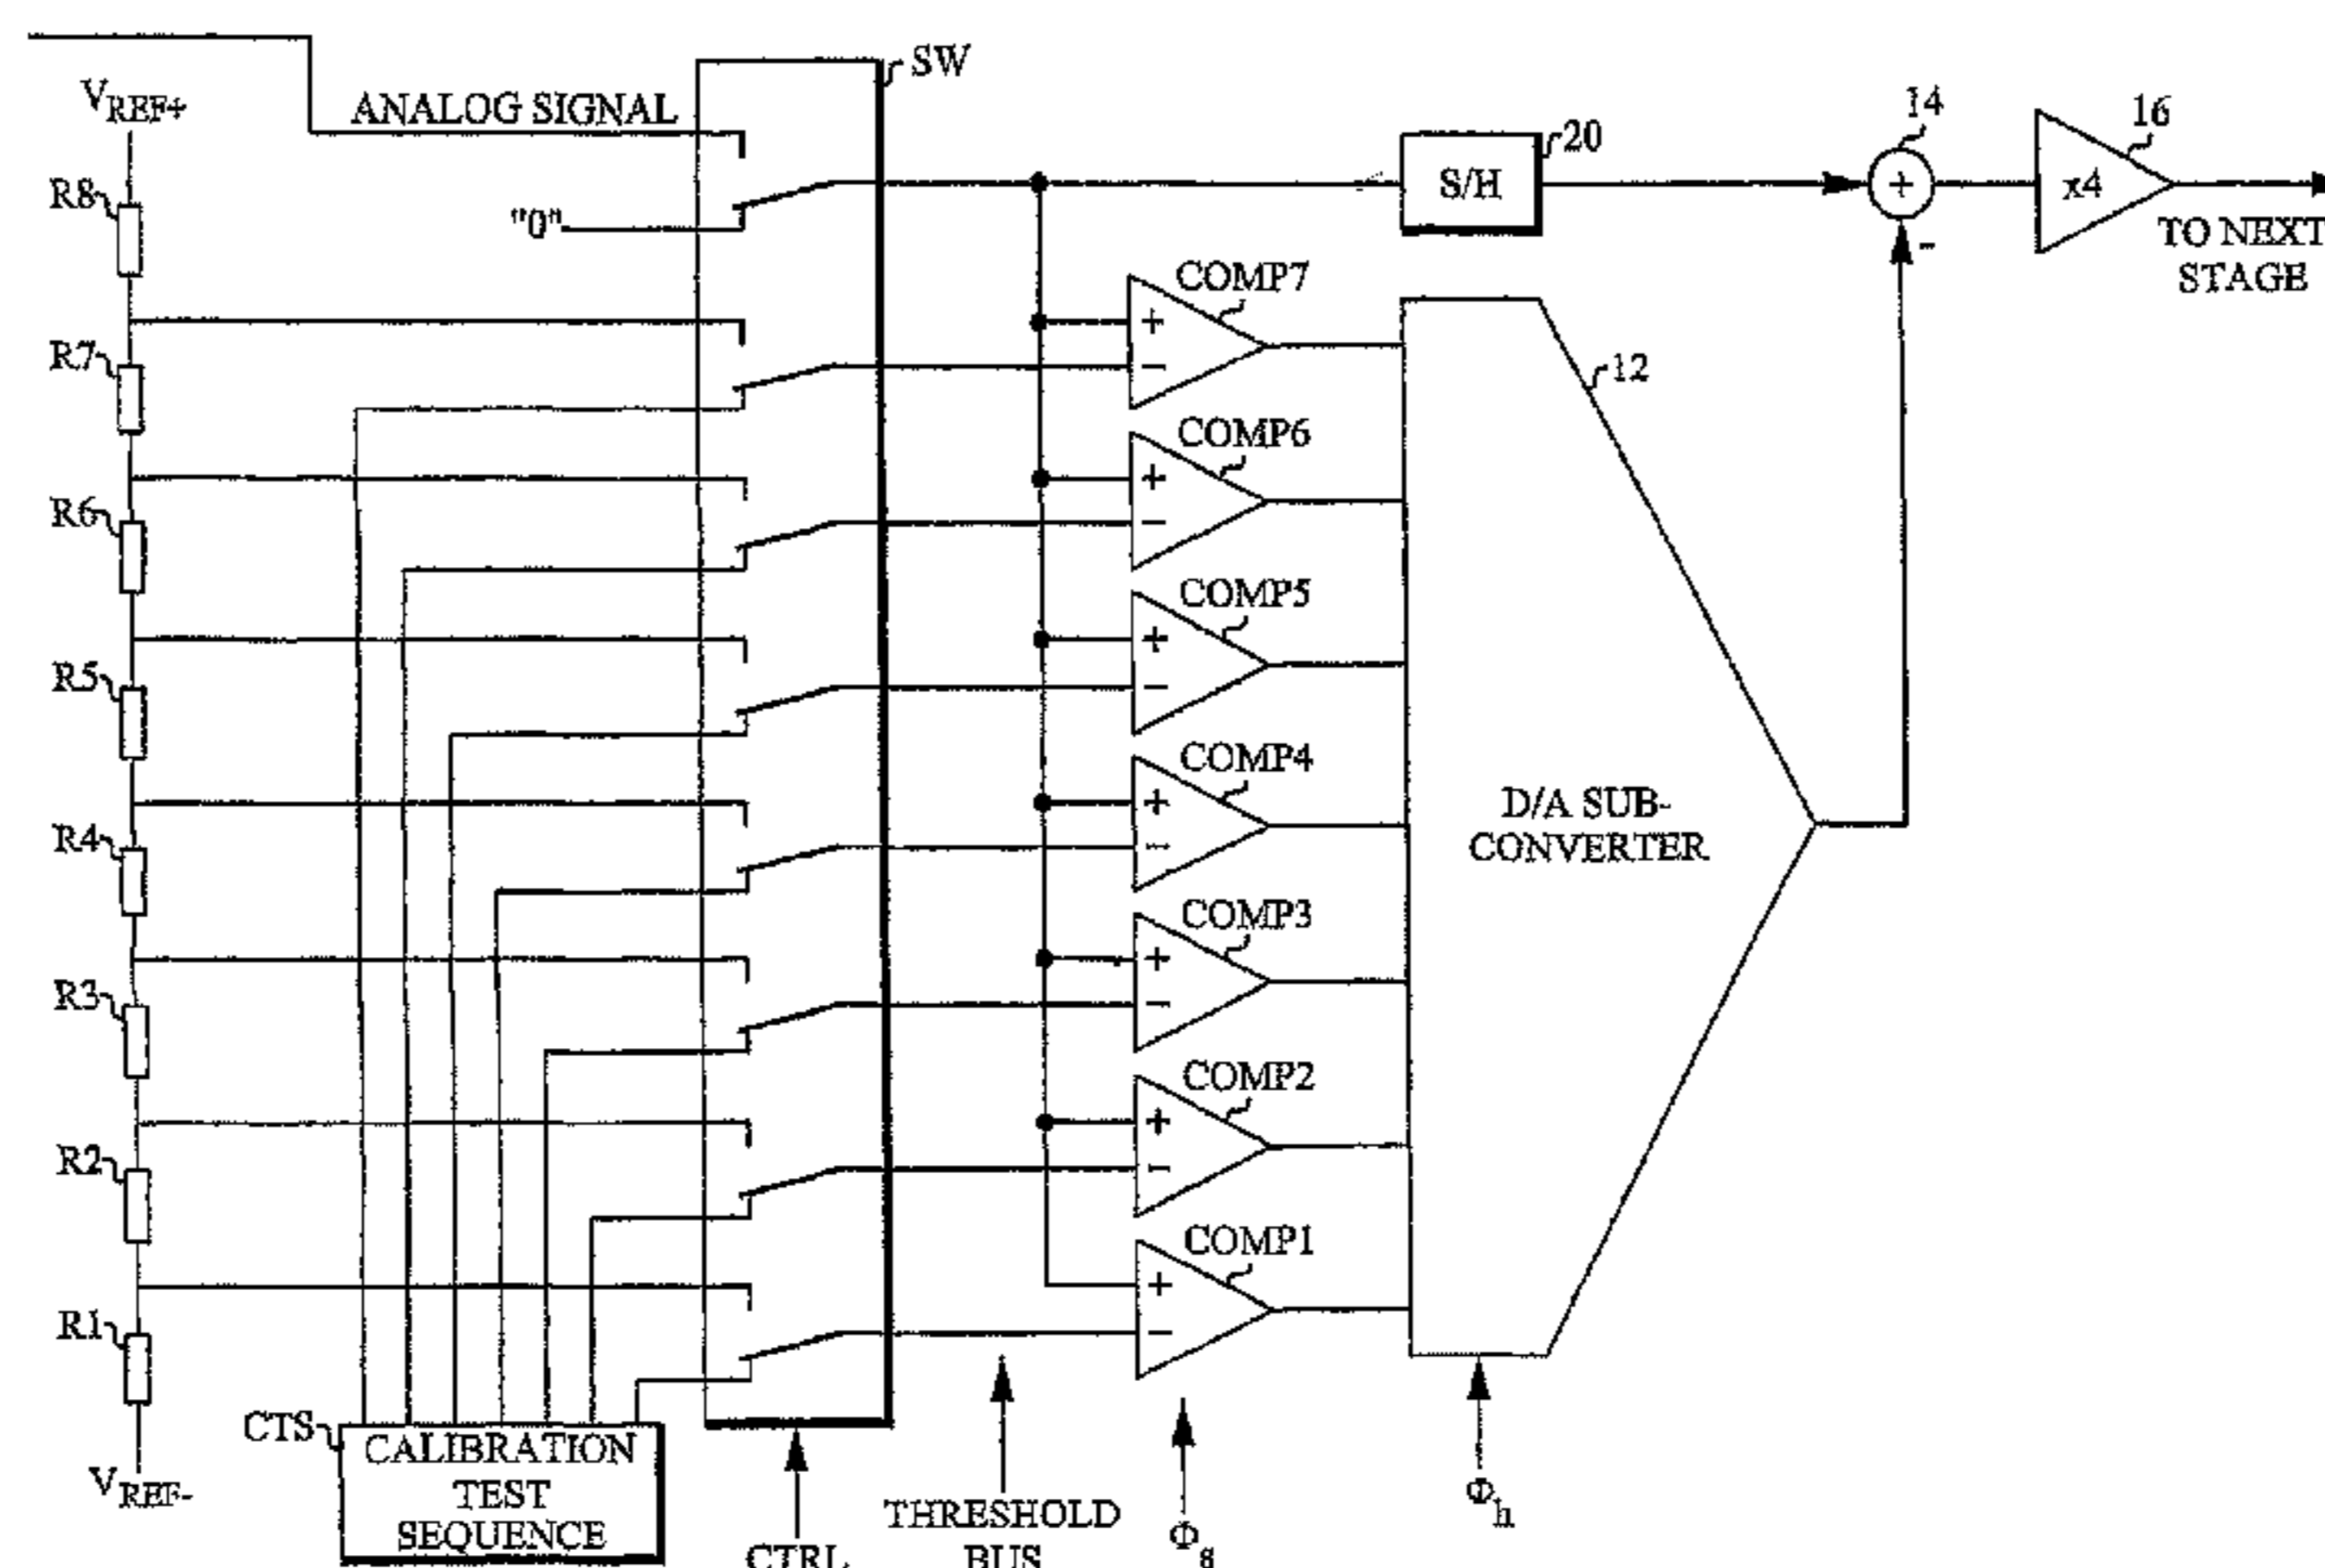 SW
VREF+
ANALOG SIGNAL
14
16
20
R8
S/H
+
x4
"0"
-
TO NEXT
STAGE
COMP7
+
−
R7
12
COMP6
+
−
R6
COMP5
+
−
R5
COMP4
+
−
D/A SUB-
CONVERTER
R4
COMP3
+
−
R3
COMP2
+
−
R2
COMP1
+
−
R1
CTS
CALIBRATION
TEST
SEQUENCE
VREF-
THRESHOLD
BUS
CTRL
Φs
Φh